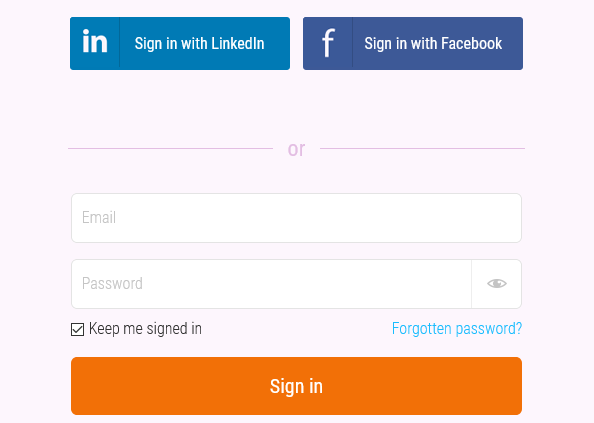 in Sign in with LinkedIn
f Sign in with Facebook
or
Email
Password
Keep me signed in Forgotten password?
Sign in